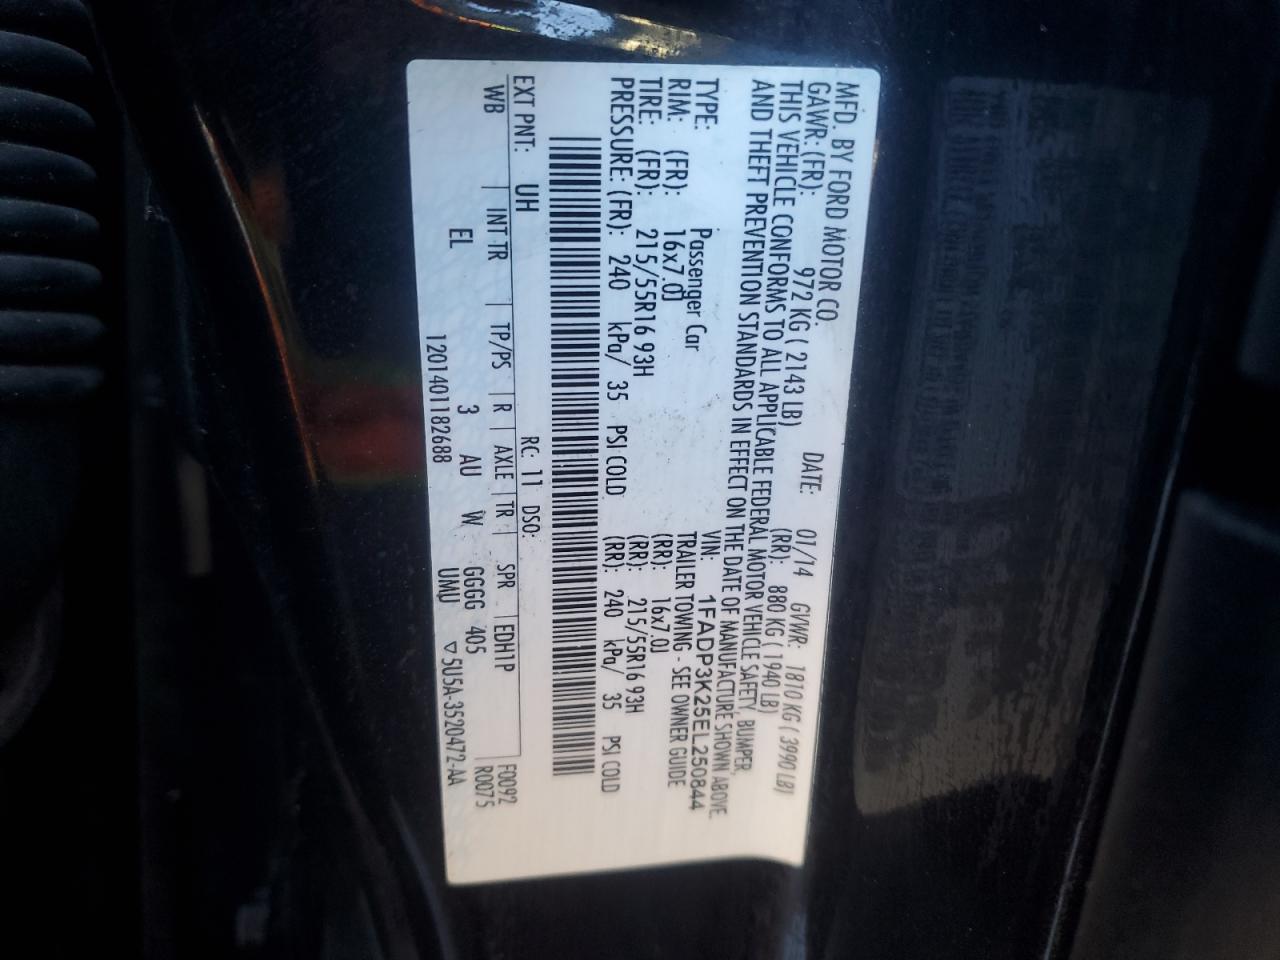 MFD. BY FORD MOTOR CO.
DATE: 01/14 GVWR: 1810 KG ( 3990 LB)
GAWR: (FR): 972 KG ( 2143 LB) (RR): 880 KG ( 1940 LB)
THIS VEHICLE CONFORMS TO ALL APPLICABLE FEDERAL MOTOR VEHICLE SAFETY, BUMPER,
AND THEFT PREVENTION STANDARDS IN EFFECT ON THE DATE OF MANUFACTURE SHOWN ABOVE.
VIN: 1FADP3K25EL250844
TYPE: Passenger Car TRAILER TOWING - SEE OWNER GUIDE
RIM: (FR): 16x7.0J (RR): 16x7.0J
TIRE: (FR): 215/55R16 93H (RR): 215/55R16 93H
PRESSURE: (FR): 240 kPa/ 35 PSI COLD (RR): 240 kPa/ 35 PSI COLD
EXT PNT: UH RC: 11 DSO: F0092
WB INT TR TP/PS R AXLE TR SPR EDH1P R0075
EL 3 AU W GGGG 405
120140118268​8 UMU ▽5U5A-3520472-AA